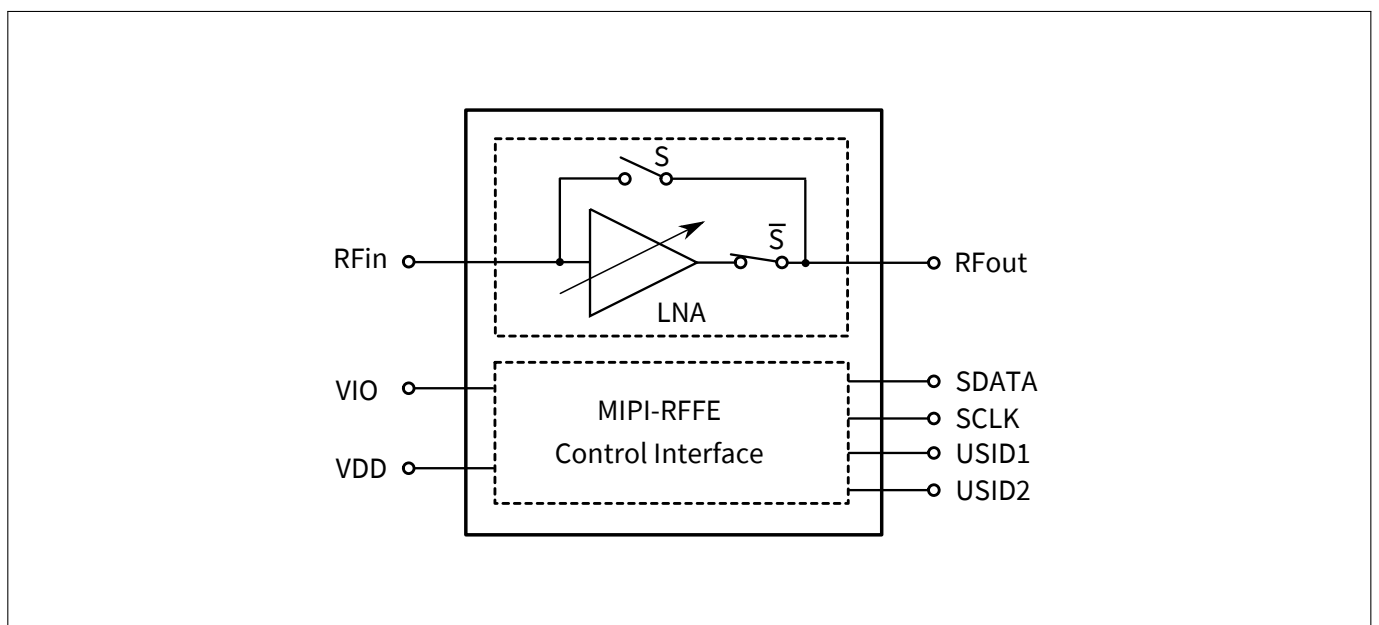 S
RFin
S̅
RFout
LNA
VIO
MIPI-RFFE
Control Interface
VDD
SDATA
SCLK
USID1
USID2